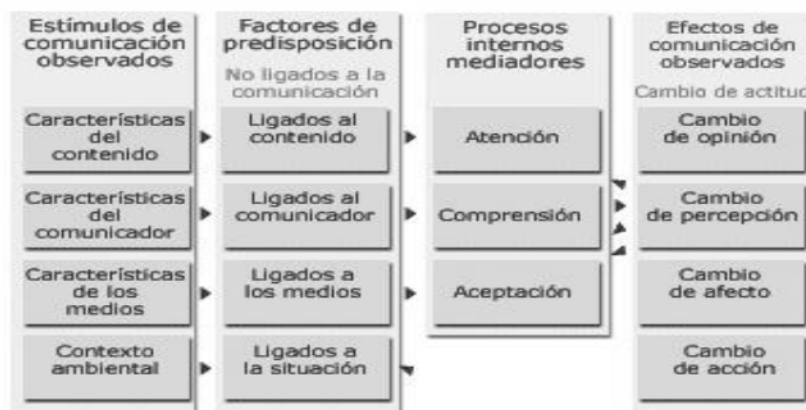 Estímulos de
comunicación
observados
Características
del
contenido
Características
del
comunicador
Características
de los
medios
Contexto
ambiental
Factores de
predisposición
No ligados a la
comunicación
Ligados al
contenido
Ligados al
comunicador
Ligados a
los medios
Ligados a
la situación
Procesos
internos
mediadores
Atención
Comprensión
Aceptación
Efectos de
comunicación
observados
Cambio de actitud
Cambio
de opinión
Cambio
de percepción
Cambio
de afecto
Cambio
de acción